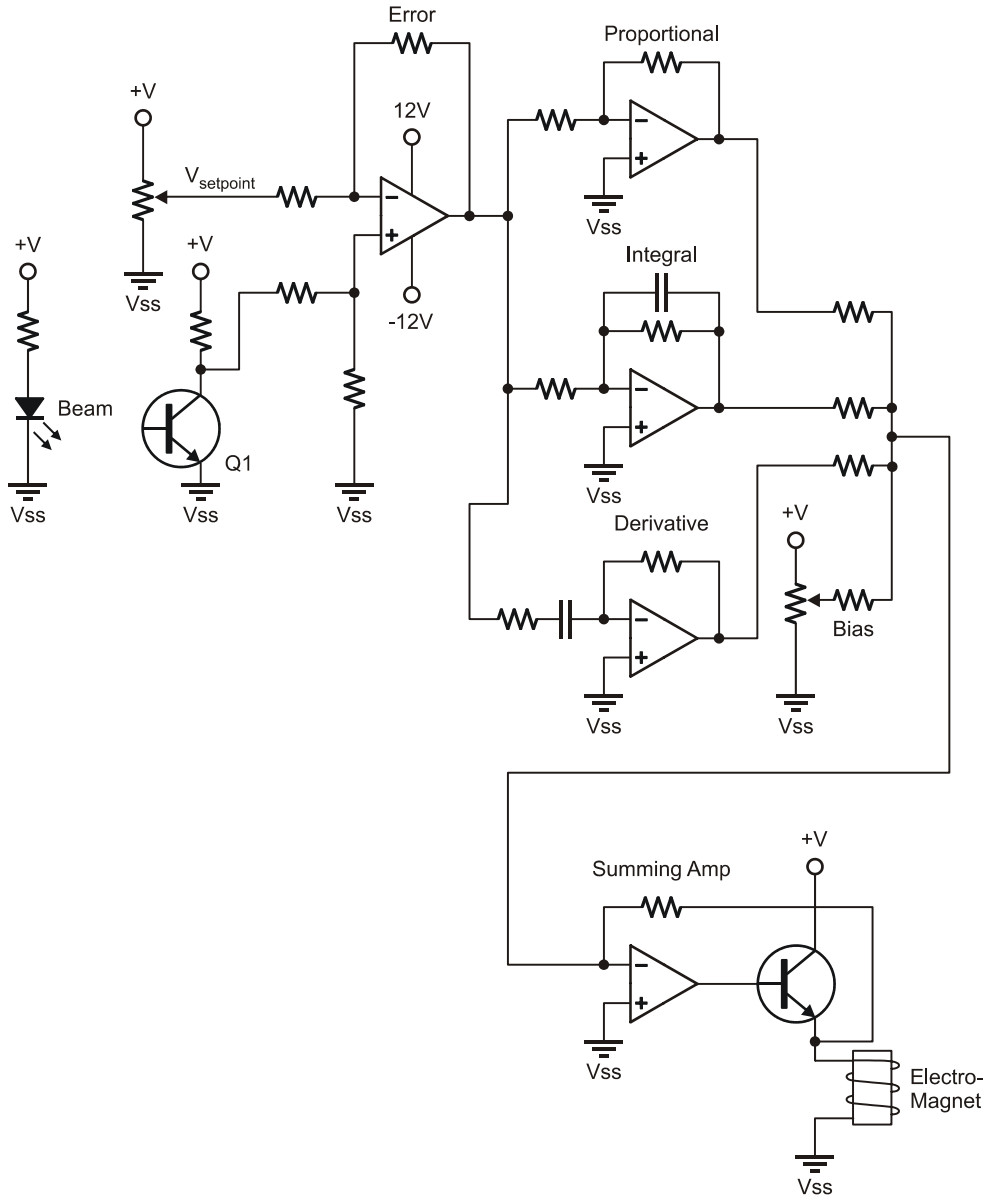 Error
Proportional
+V
12V
Vsetpoint
+V
+V
Vss
Vss
Integral
-12V
Beam
Q1
Vss
Vss
Vss
Vss
Derivative
+V
Bias
Vss
Vss
+V
Summing Amp
Vss
Electro-
Magnet
Vss